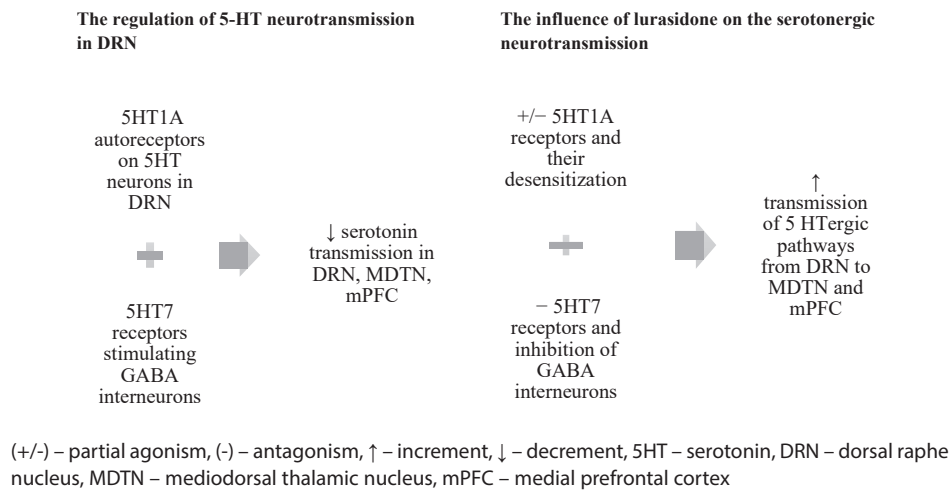 The regulation of 5-HT neurotransmission
in DRN
5HT1A
autoreceptors
on 5HT
neurons in
DRN
5HT7
receptors
stimulating
GABA
interneurons
↓ serotonin
transmission in
DRN, MDTN,
mPFC
The influence of lurasidone on the serotonergic
neurotransmission
+/− 5HT1A
receptors and
their
desensitization
− 5HT7
receptors and
inhibition of
GABA
interneurons
↑
transmission
of 5 HTergic
pathways
from DRN to
MDTN and
mPFC
(+/-) – partial agonism, (-) – antagonism, ↑ – increment, ↓ – decrement, 5HT – serotonin, DRN – dorsal raphe
nucleus, MDTN – mediodorsal thalamic nucleus, mPFC – medial prefrontal cortex